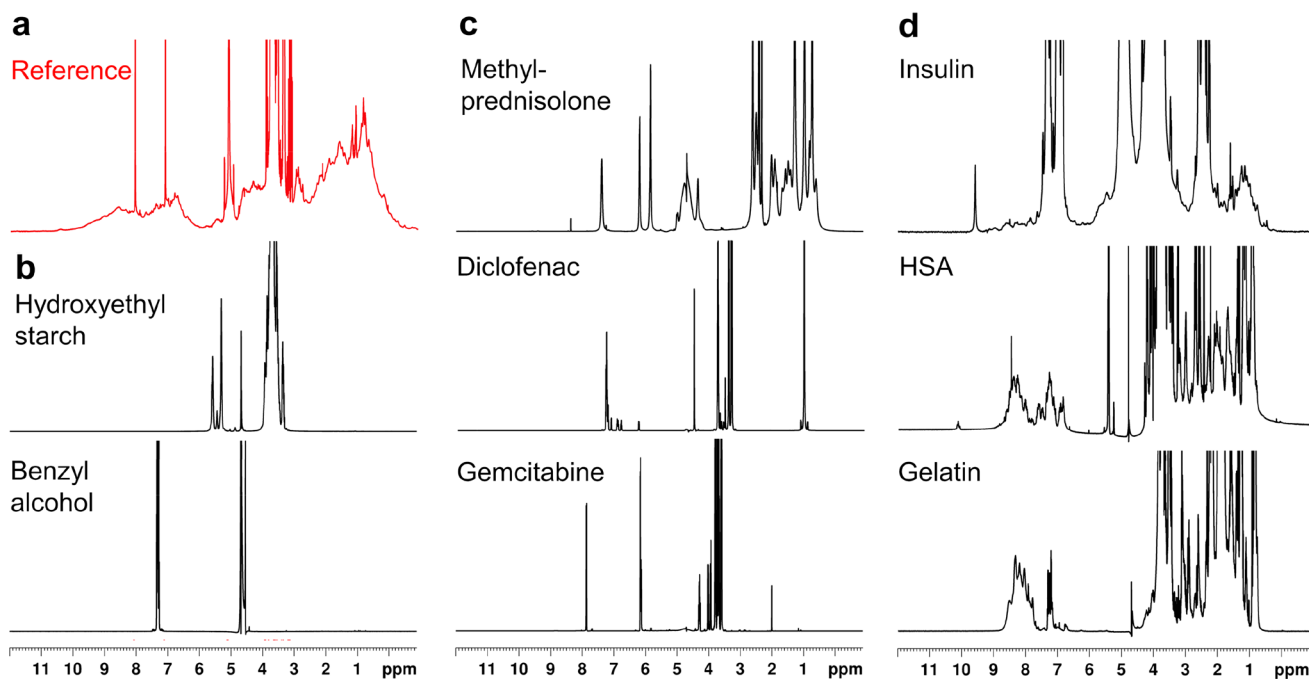 a
Reference
b
Hydroxyethyl
starch
Benzyl
alcohol
11 10 9 8 7 6 5 4 3 2 1 ppm
c
Methyl-
prednisolone
Diclofenac
Gemcitabine
11 10 9 8 7 6 5 4 3 2 1 ppm
d
Insulin
HSA
Gelatin
11 10 9 8 7 6 5 4 3 2 1 ppm